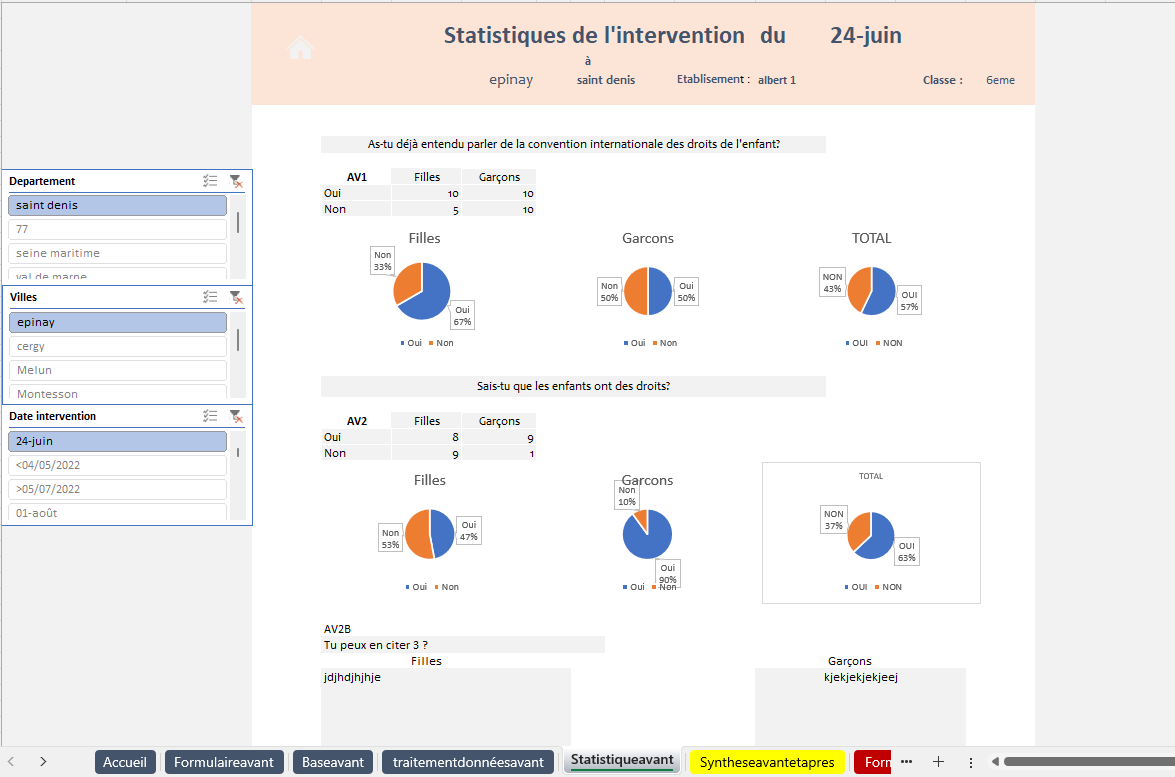 Statistiques de l'intervention du 24-juin
à
epinay saint denis Etablisement : albert 1 Classe : 6eme
As-tu déjà entendu parler de la convention internationale des droits de l'enfant?
Departement
saint denis
77
seine maritime
val de marne
Villes
epinay
cergy
Melun
Montesson
Date intervention
24-juin
<04/05/2022
>05/07/2022
01-août
AV1 Filles Garçons
Oui 10 10
Non 5 10
Filles
Non
33%
Oui
67%
Oui Non
Garcons
Non
50%
Oui
50%
Oui Non
TOTAL
NON
43%
OUI
57%
OUI NON
Sais-tu que les enfants ont des droits?
AV2 Filles Garçons
Oui 8 9
Non 9 1
Filles
Non
53%
Oui
47%
Oui Non
Garçons
Non
10%
Oui
90%
Oui Non
TOTAL
NON
37%
OUI
63%
OUI NON
AV2B
Tu peux en citer 3 ?
Filles Garçons
jdjhdjhjhje kjekjekjekjeej
Accueil Formulaireavant Baseavant traitementdonnéesavant Statistiqueavant Syntheseavantetapres Forn